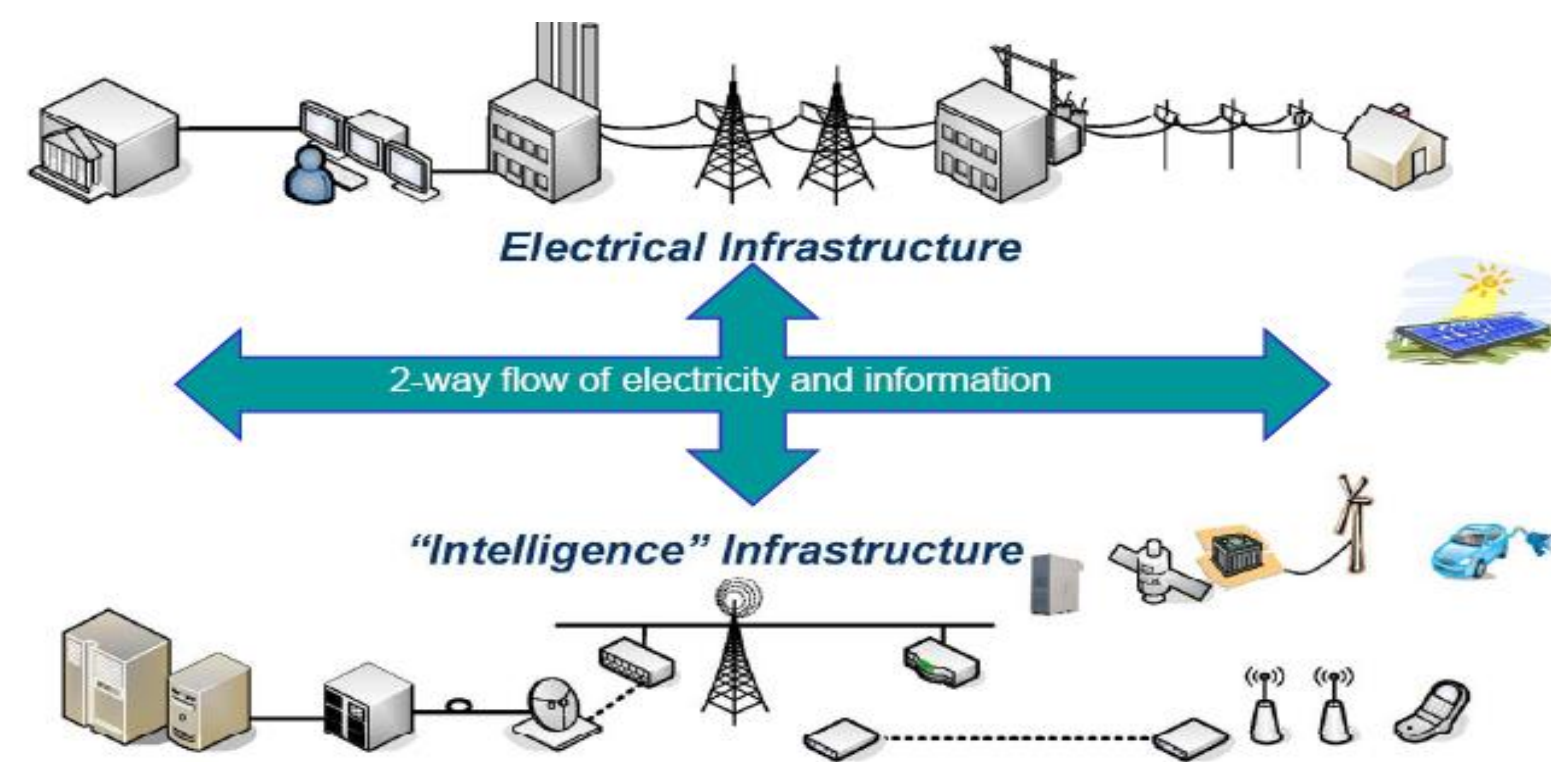 Electrical Infrastructure
2-way flow of electricity and information
“Intelligence” Infrastructure